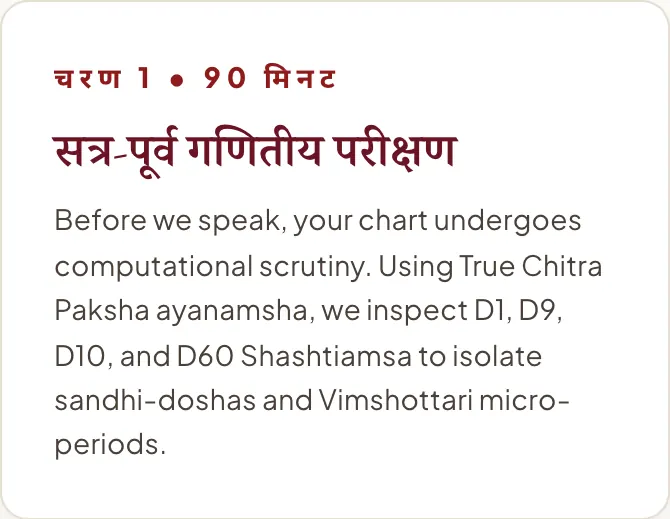 चरण 1 • 90 मिनट
सत्र-पूर्व गणितीय परीक्षण
Before we speak, your chart undergoes
computational scrutiny. Using True Chitra
Paksha ayanamsha, we inspect D1, D9,
D10, and D60 Shashtiamsa to isolate
sandhi-doshas and Vimshottari micro-
periods.